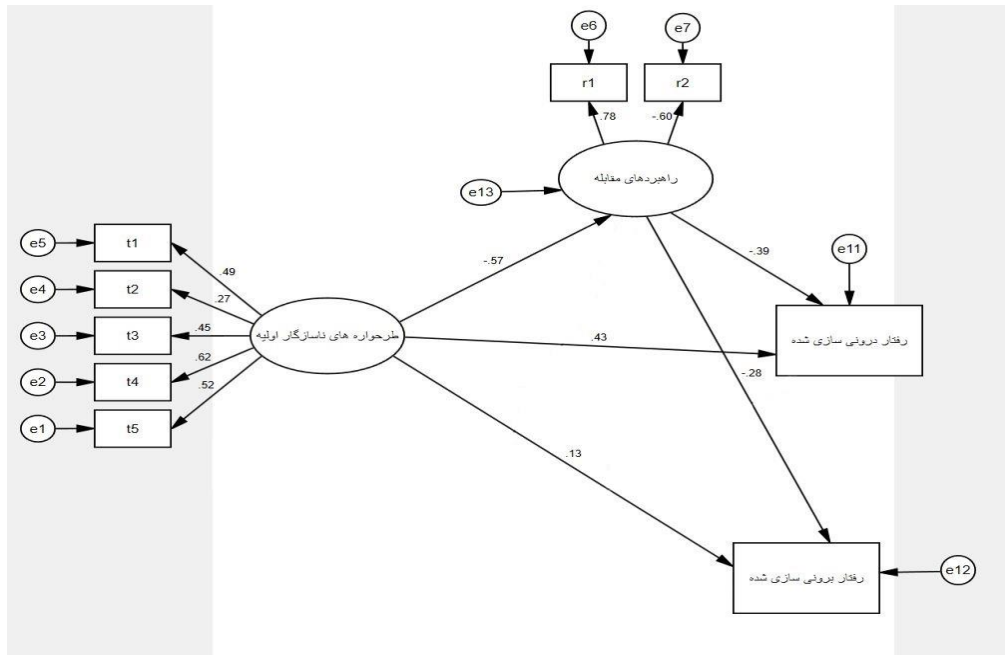 e6
e7
r1
r2
.78
-.60
راهبردهای مقابله
e13
e5
t1
e4
t2
e3
t3
e2
t4
e1
t5
.49
.27
.45
.62
.52
طرحواره های ناسازگار اولیه
-.57
-.39
e11
.43
رفتار درونی سازی شده
-.28
.13
رفتار برونی سازی شده
e12